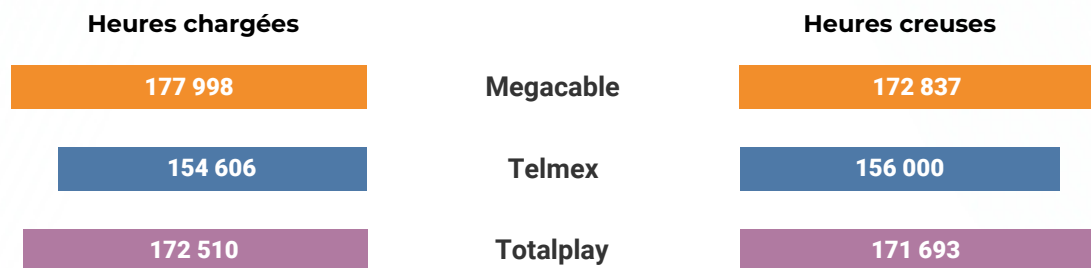 Heures chargées Heures creuses
177 998 Megacable 172 837
154 606 Telmex 156 000
172 510 Totalplay 171 693